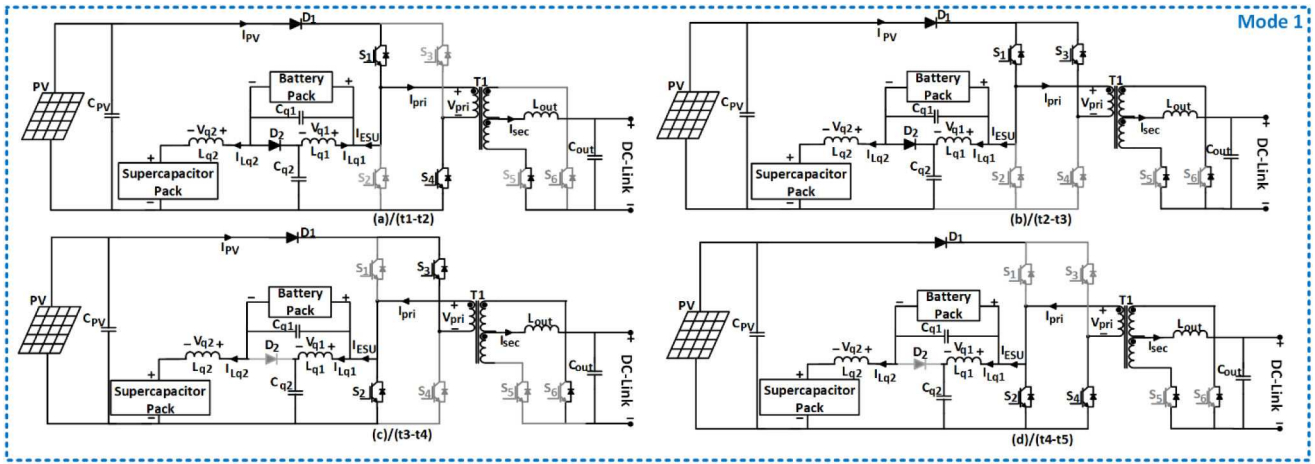 Mode 1
D1
IPV
S1
S3
PV
CPV
Battery
Pack
Cq1
Ipri
T1
Vpri
Lout
Isec
Vq2
D2
Vq1
IESU
Lq2
ILq2
Lq1
ILq1
Cq2
Supercapacitor
Pack
S2
S4
S5
S6
Cout
DC-Link
(a)/(t1-t2)
D1
IPV
S1
S3
PV
CPV
Battery
Pack
Cq1
Ipri
T1
Vpri
Lout
Isec
Vq2
D2
Vq1
IESU
Lq2
ILq2
Lq1
ILq1
Cq2
Supercapacitor
Pack
S2
S4
S5
S6
Cout
DC-Link
(b)/(t2-t3)
D1
IPV
S1
S3
PV
CPV
Battery
Pack
Cq1
Ipri
T1
Vpri
Lout
Isec
Vq2
D2
Vq1
IESU
Lq2
ILq2
Lq1
ILq1
Cq2
Supercapacitor
Pack
S2
S4
S5
S6
Cout
DC-Link
(c)/(t3-t4)
D1
S1
S3
PV
CPV
Battery
Pack
Cq1
Ipri
T1
Vpri
Lout
Isec
Vq2
D2
Vq1
IESU
Lq2
ILq2
Lq1
ILq1
Cq2
Supercapacitor
Pack
S2
S4
S5
S6
Cout
DC-Link
(d)/(t4-t5)